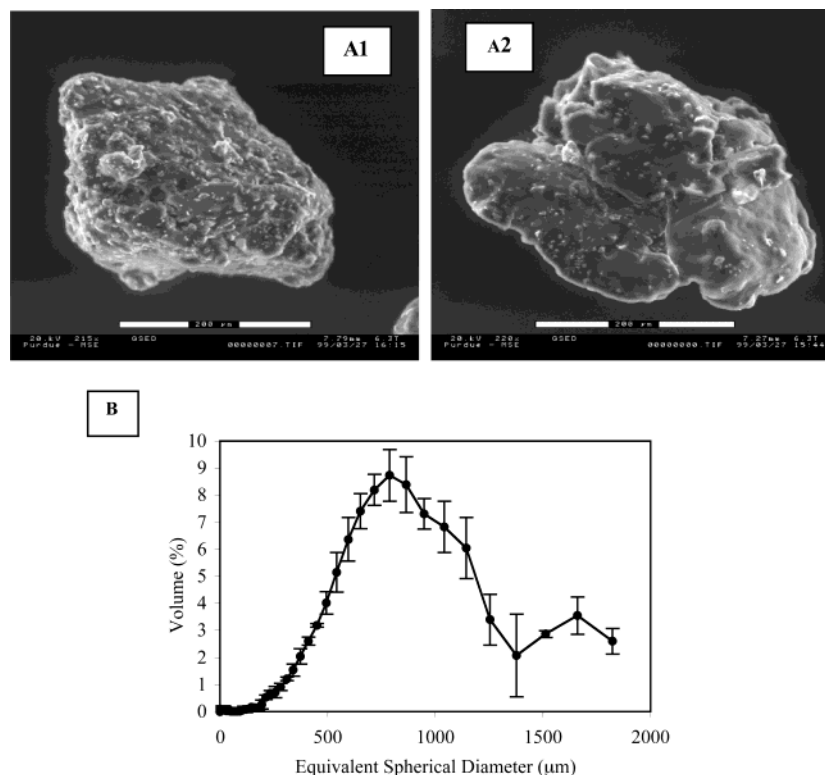 A1
200 µm
20.kV 215x GSED 7.79mm 6.3T
Purdue - MSE 00000007.TIF 99/03/27 16:15
A2
200 µm
20.kV 220x GSED 7.27mm 6.3T
Purdue - MSE 00000000.TIF 99/03/27 15:44
B
10
9
8
7
6
5
4
3
2
1
0
Volume (%)
0 500 1000 1500 2000
Equivalent Spherical Diameter (µm)